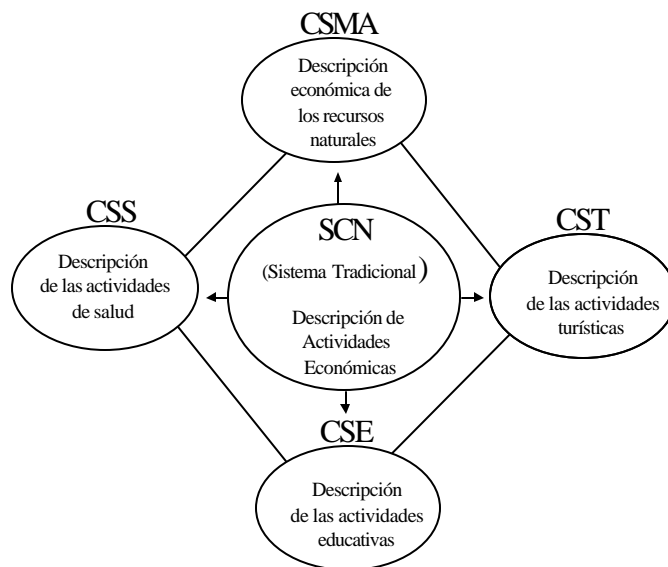 CSMA
Descripción
económica de
los recursos
naturales
CSS
Descripción
de las actividades
de salud
SCN
(Sistema Tradicional)
Descripción de
Actividades
Económicas
CST
Descripción
de las actividades
turísticas
CSE
Descripción
de las actividades
educativas